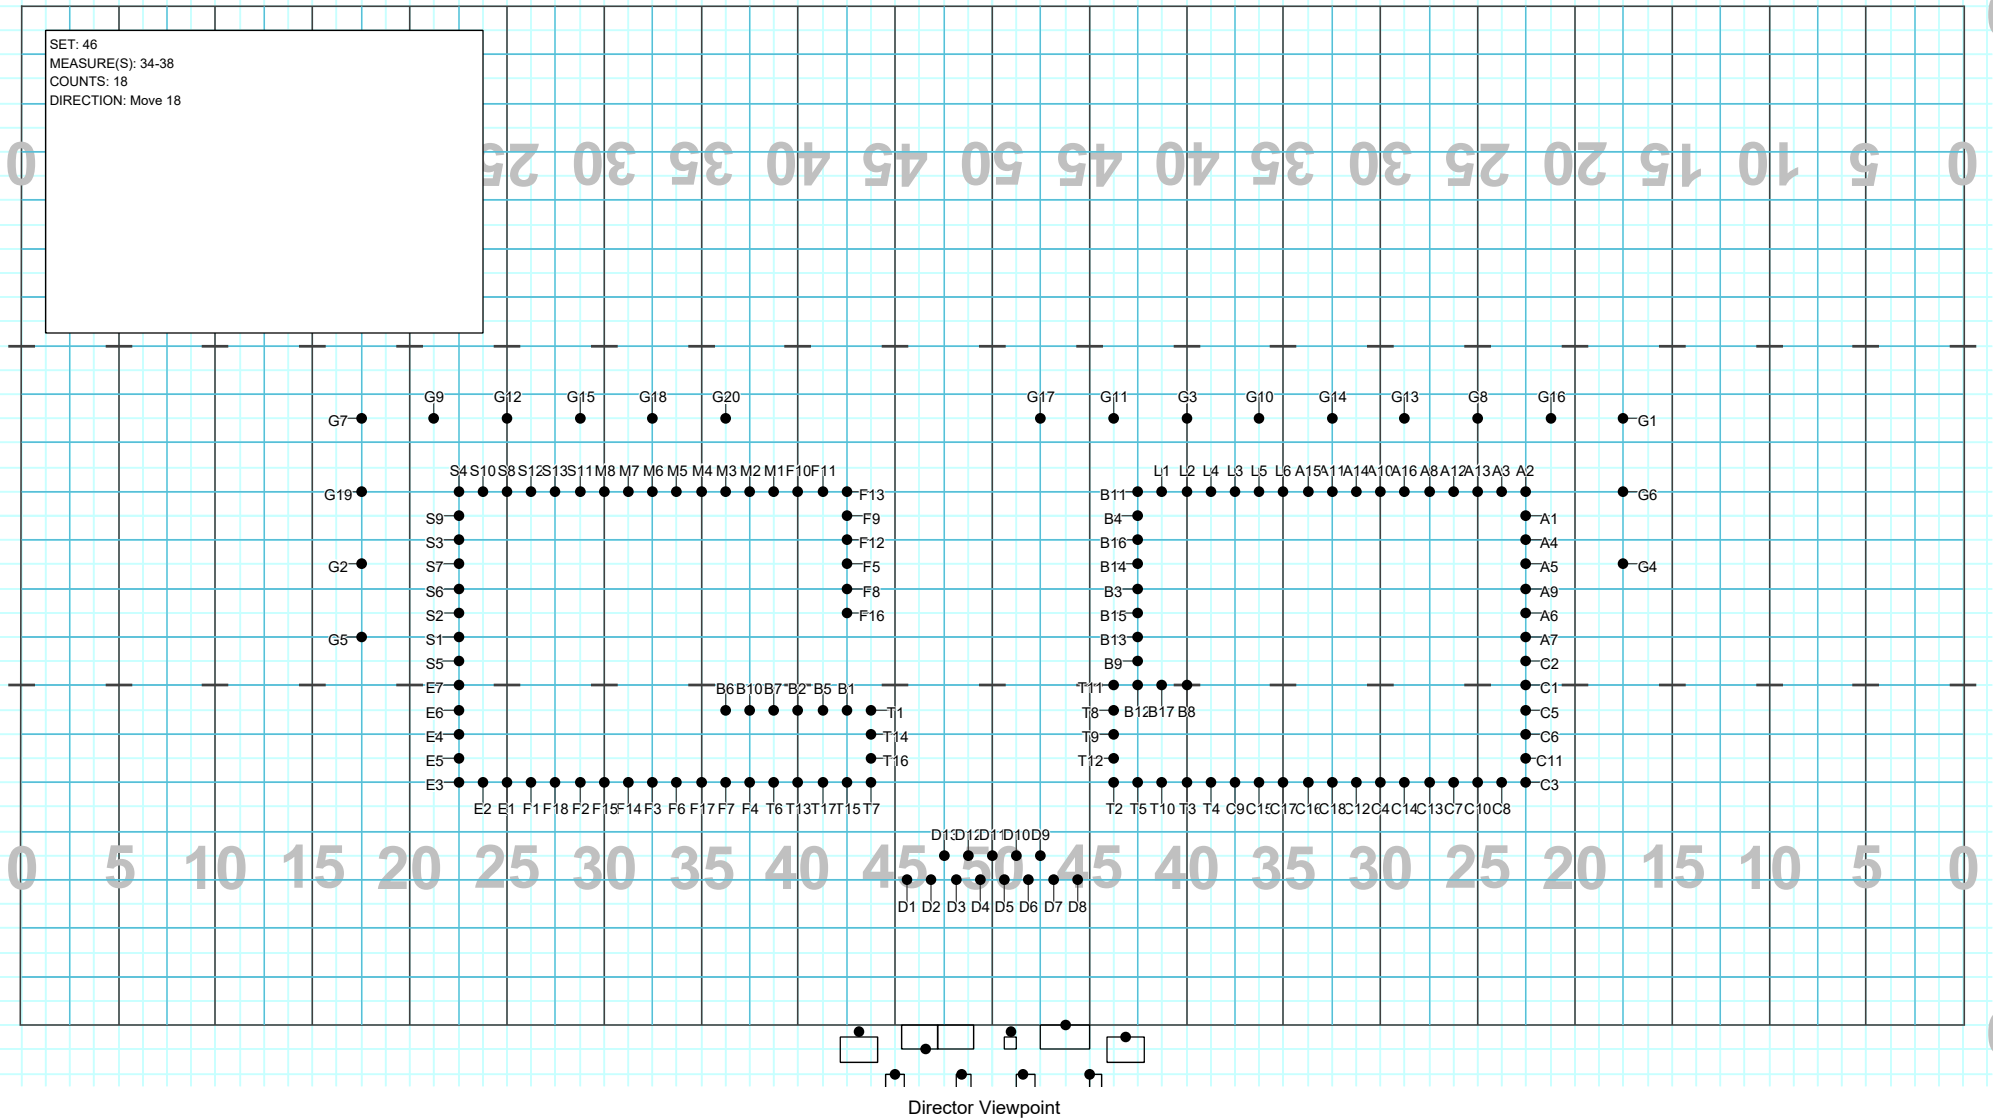 SET: 46
MEASURE(S): 34-38
COUNTS: 18
DIRECTION: Move 18
0 25 30 35 40 45 50 45 40 35 30 25 20 15 10 5 0
G9 G12 G15 G18 G20 G17 G11 G3 G10 G14 G13 G8 G16
G7 G1
S4 S10 S8 S12 S13 S11 M8 M7 M6 M5 M4 M3 M2 M1 F10 F11 L1 L2 L4 L3 L5 L6 A15 A11 A14 A10 A16 A8 A12 A13 A3 A2
G19 F13 B11 G6
S9 F9 B4 A1
S3 F12 B16 A4
G2 S7 F5 B14 A5 G4
S6 F8 B3 A9
S2 F16 B15 A6
G5 S1 B13 A7
S5 B9 C2
E7 B6 B10 B7 B2 B5 B1 T11 C1
E6 T1 T8 B12 B17 B8 C5
E4 T14 T9 C6
E5 T16 T12 C11
E3 C3
E2 E1 F1 F18 F2 F15 F14 F3 F6 F17 F7 F4 T6 T13 T17 T15 T7 T2 T5 T10 T3 T4 C9 C15 C17 C16 C18 C12 C4 C14 C13 C7 C10 C8
D13 D12 D11 D10 D9
0 5 10 15 20 25 30 35 40 45 50 45 40 35 30 25 20 15 10 5 0
D1 D2 D3 D4 D5 D6 D7 D8
Director Viewpoint